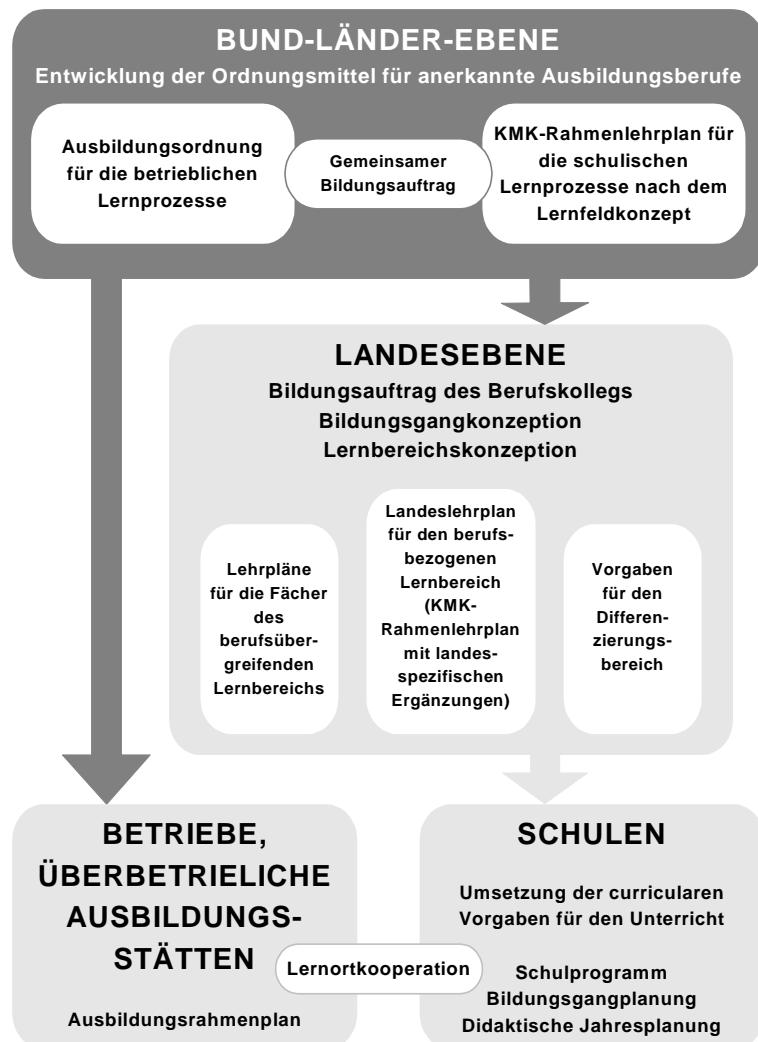 BUND-LÄNDER-EBENE
Entwicklung der Ordnungsmittel für anerkannte Ausbildungsberufe
Ausbildungsordnung
für die betrieblichen
Lernprozesse
Gemeinsamer
Bildungsauftrag
KMK-Rahmenlehrplan für
die schulischen
Lernprozesse nach dem
Lernfeldkonzept
LANDESEBENE
Bildungsauftrag des Berufskollegs
Bildungsgangkonzeption
Lernbereichskonzeption
Lehrpläne
für die Fächer
des
berufsüber-
greifenden
Lernbereichs
Landeslehrplan
für den berufs-
bezogenen
Lernbereich
(KMK-
Rahmenlehrplan
mit landes-
spezifischen
Ergänzungen)
Vorgaben
für den
Differen-
zierungs-
bereich
BETRIEBE,
ÜBERBETRIELICHE
AUSBILDUNGS-
STÄTTEN
Ausbildungsrahmenplan
Lernortkooperation
SCHULEN
Umsetzung der curricularen
Vorgaben für den Unterricht
Schulprogramm
Bildungsgangplanung
Didaktische Jahresplanung